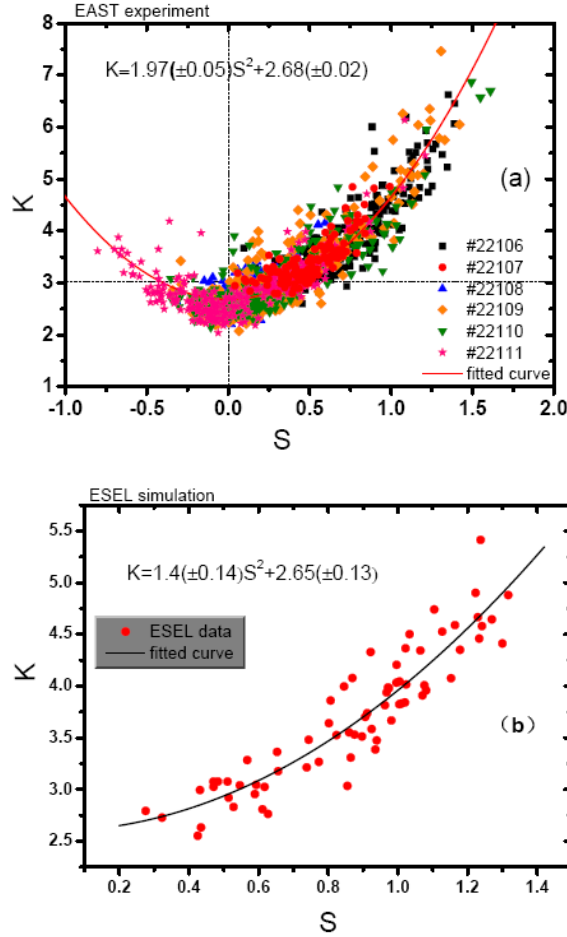 EAST experiment
8
7
6
5
4
3
2
1
K
K=1.97(±0.05)S²+2.68(±0.02)
(a)
#22106
#22107
#22108
#22109
#22110
#22111
fitted curve
-1.0 -0.5 0.0 0.5 1.0 1.5 2.0
S
ESEL simulation
5.5
5.0
4.5
4.0
3.5
3.0
2.5
K
K=1.4(±0.14)S²+2.65(±0.13)
ESEL data
fitted curve
(b)
0.2 0.4 0.6 0.8 1.0 1.2 1.4
S